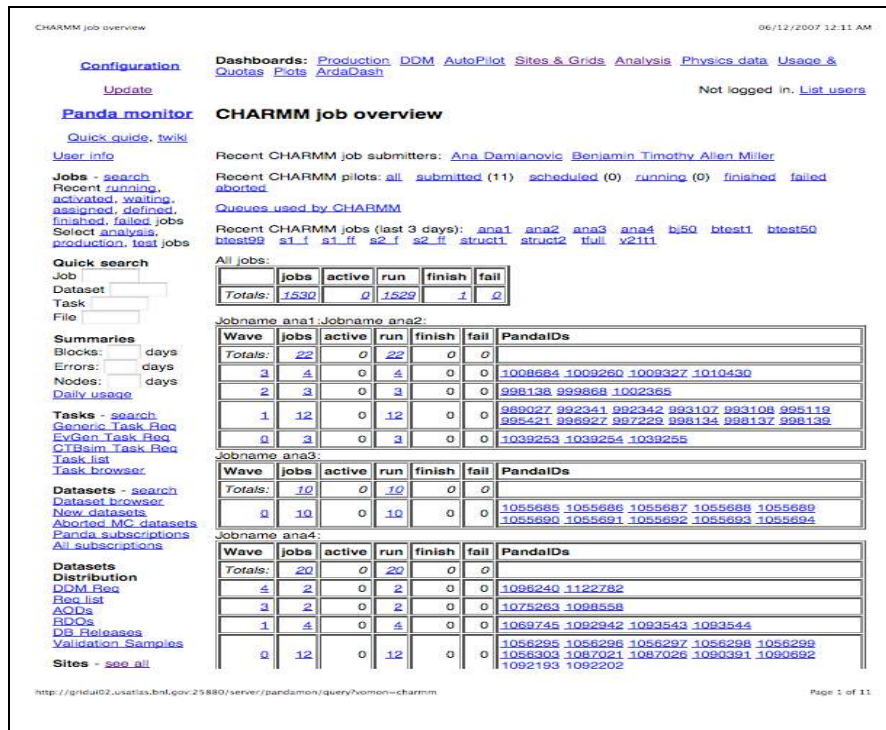 CHARMM job overview
06/12/2007 12:11 AM
Configuration
Update
Panda monitor
Quick guide, twiki
User info
Jobs - search
Recent running,
activated, waiting,
assigned, defined,
finished, failed jobs
Select analysis,
production, test jobs
Quick search
Job
Dataset
Task
File
Summaries
Blocks: days
Errors: days
Nodes: days
Daily usage
Tasks - search
Generic Task Req
EvGen Task Req
CTBsim Task Req
Task list
Task browser
Datasets - search
Dataset browser
New datasets
Aborted MC datasets
Panda subscriptions
All subscriptions
Datasets
Distribution
DDM Req
Req list
AODs
RDOs
DB Releases
Validation Samples
Sites - see all
Dashboards: Production DDM AutoPilot Sites & Grids Analysis Physics data Usage &
Quotas Plots ArdaDash
Not logged in. List users
CHARMM job overview
Recent CHARMM job submitters: Ana Damjanovic Benjamin Timothy Allen Miller
Recent CHARMM pilots: all submitted (11) scheduled (0) running (0) finished failed
aborted
Queues used by CHARMM
Recent CHARMM jobs (last 3 days): ana1 ana2 ana3 ana4 bj50 btest1 btest50
btest99 s1_f s1_ff s2_f s2_ff struct1 struct2 tfull v2111
All jobs:
jobs active run finish fail
Totals: 1530 0 1529 1 0
Jobname ana1:Jobname ana2:
Wave jobs active run finish fail PandaIDs
Totals: 22 0 22 0 0
3 4 0 4 0 0 1008684 1009260 1009327 1010430
2 3 0 3 0 0 998138 999868 1002365
1 12 0 12 0 0 989027 992341 992342 993107 993108 995119
995421 996927 997229 998134 998137 998139
0 3 0 3 0 0 1039253 1039254 1039255
Jobname ana3:
Wave jobs active run finish fail PandaIDs
Totals: 10 0 10 0 0
0 10 0 10 0 0 1055685 1055686 1055687 1055688 1055689
1055690 1055691 1055692 1055693 1055694
Jobname ana4:
Wave jobs active run finish fail PandaIDs
Totals: 20 0 20 0 0
4 2 0 2 0 0 1096240 1122782
3 2 0 2 0 0 1075263 1098558
1 4 0 4 0 0 1069745 1092942 1093543 1093544
0 12 0 12 0 0 1056295 1056296 1056297 1056298 1056299
1056303 1087021 1087026 1090391 1090692
1092193 1092202
http://gridui02.usatlas.bnl.gov:25880/server/pandamon/query?vomon=charmm
Page 1 of 11